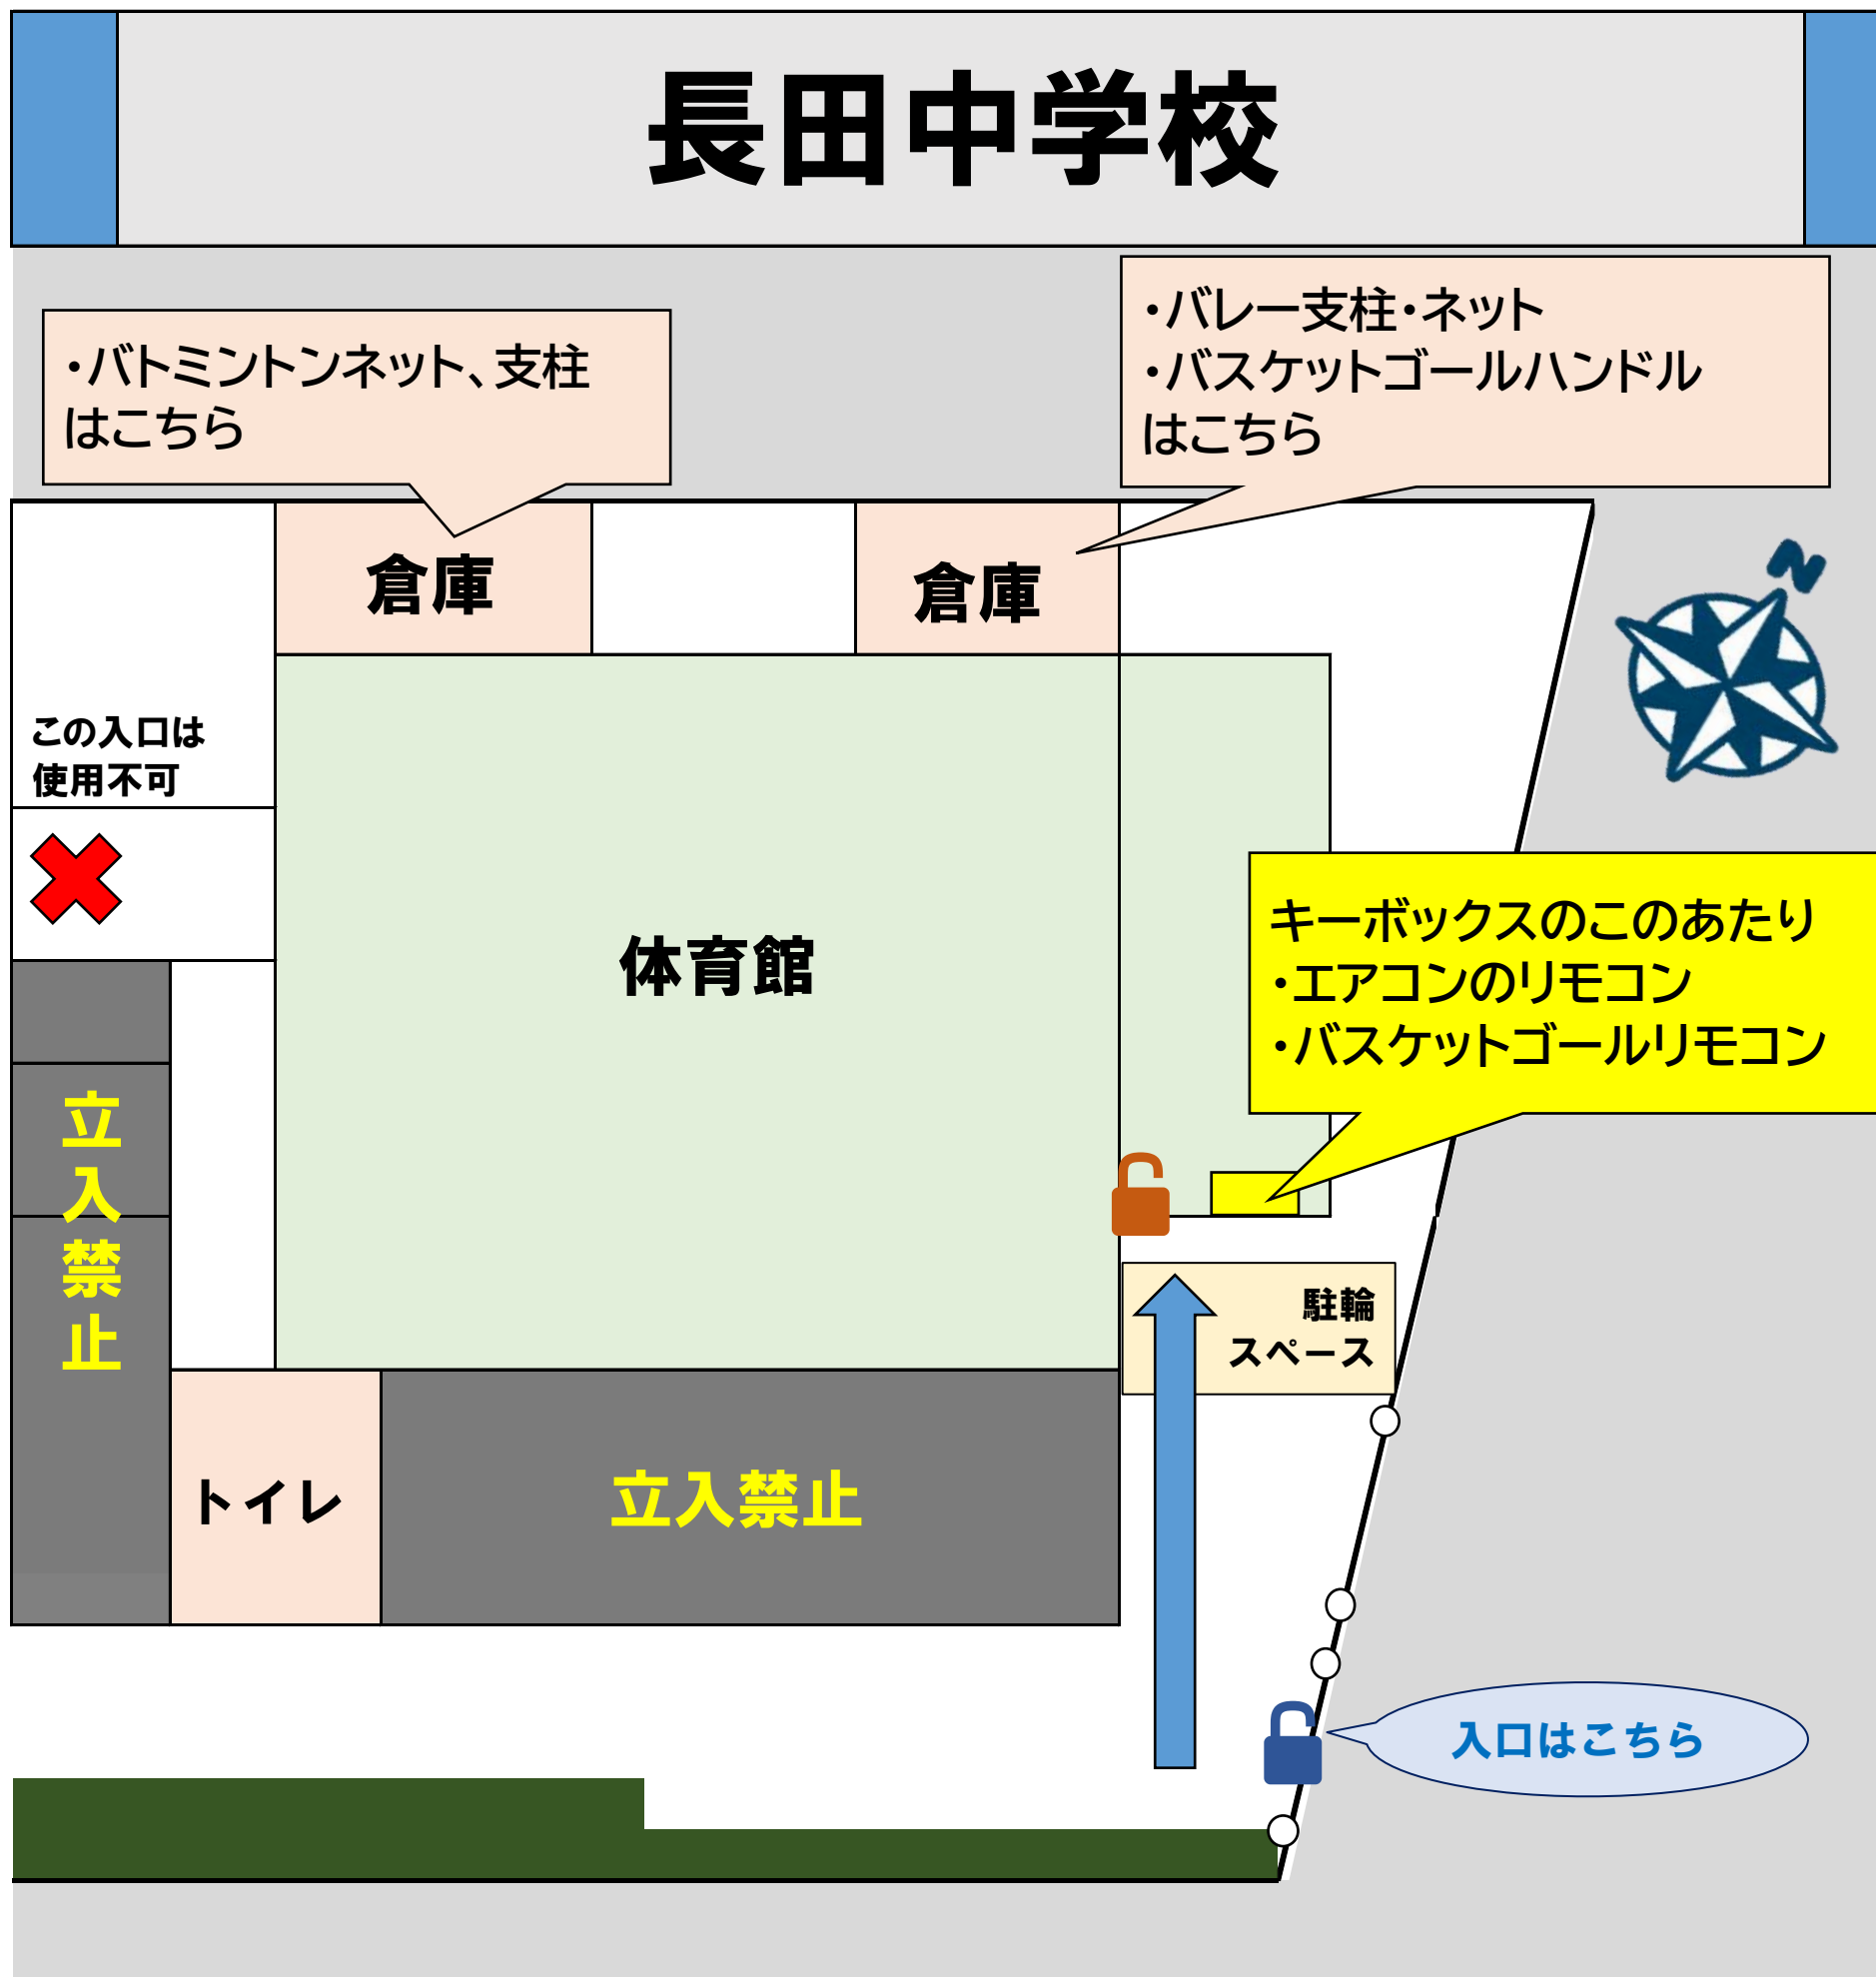 長田中学校
・バトミントンネット、支柱
はこちら
・バレー支柱・ネット
・バスケットゴールハンドル
はこちら
N
倉庫
倉庫
この入口は
使用不可
体育館
キーボックスのこのあたり
・エアコンのリモコン
・バスケットゴールリモコン
立
入
禁
止
駐輪
スペース
トイレ
立入禁止
入口はこちら